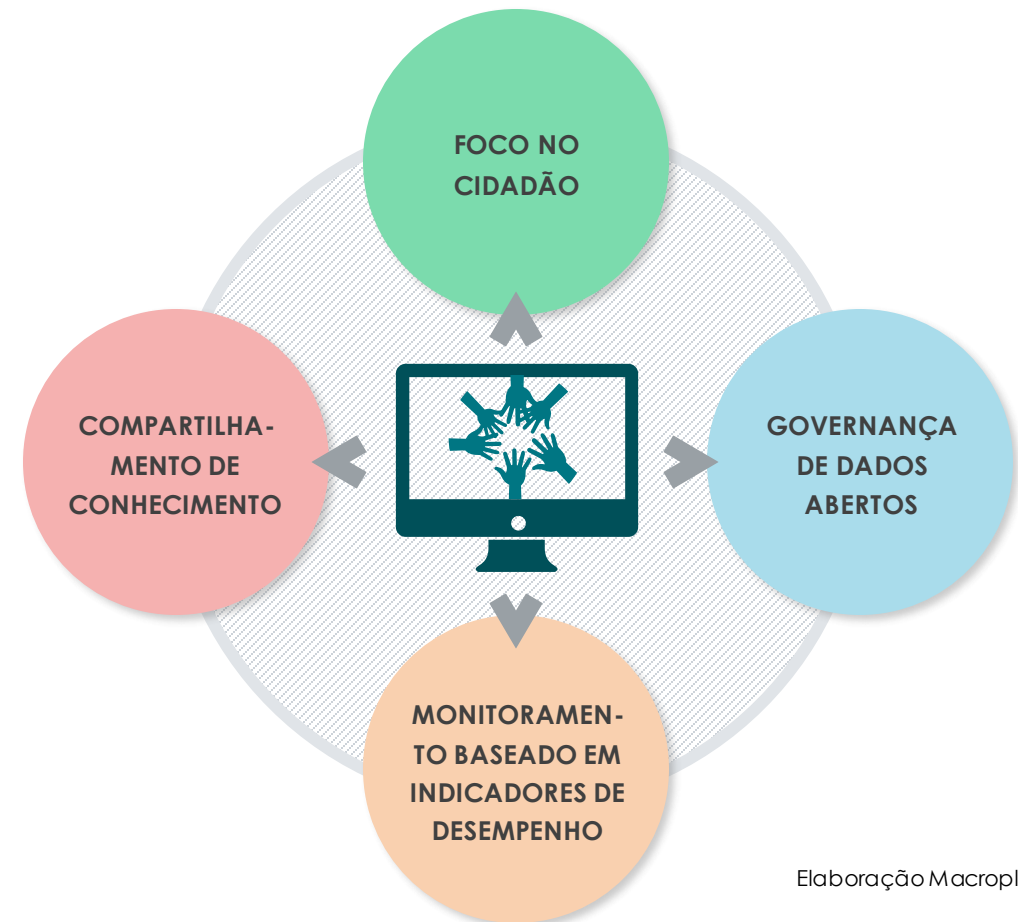 FOCO NO
CIDADÃO
COMPARTILHA-
MENTO DE
CONHECIMENTO
GOVERNANÇA
DE DADOS
ABERTOS
MONITORAMEN-
TO BASEADO EM
INDICADORES DE
DESEMPENHO
Elaboração Macropl